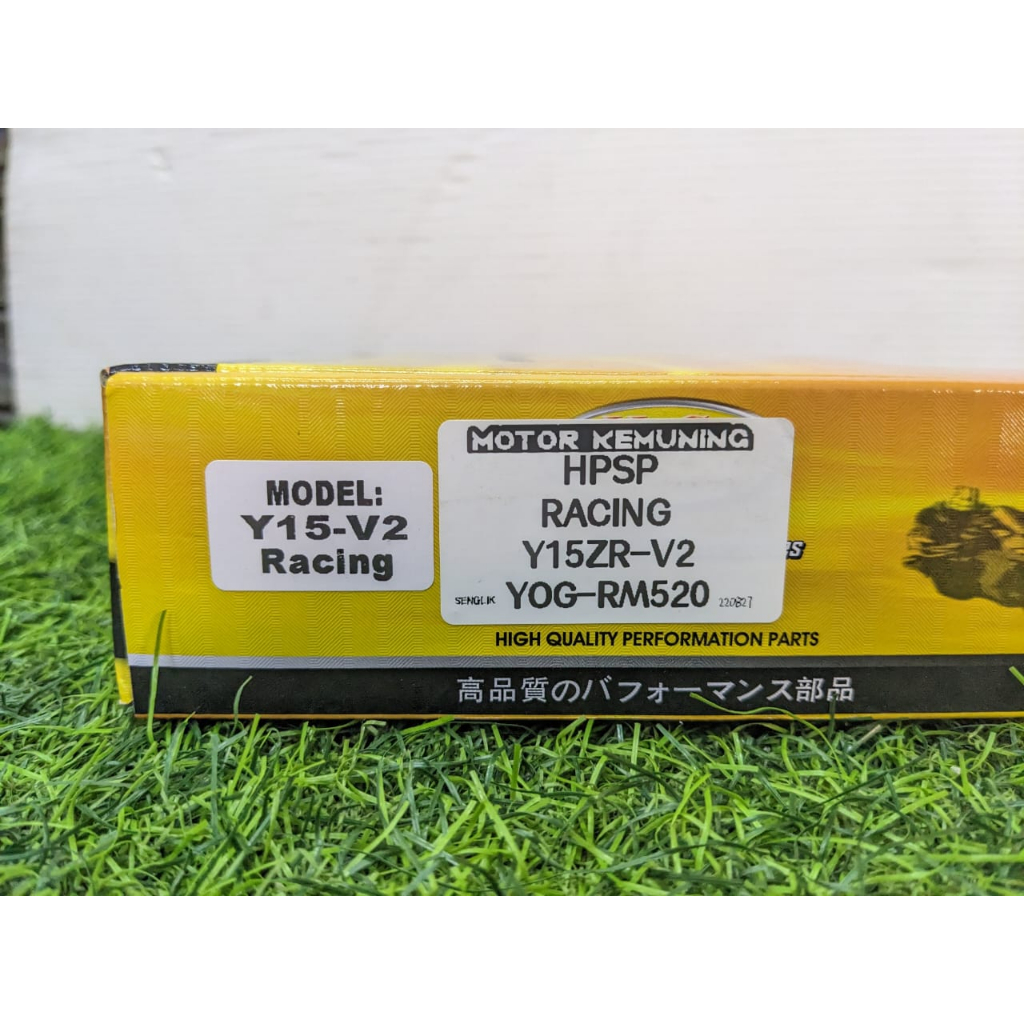 MODEL:
Y15-V2
Racing
MOTOR KEMUNING
HPSP
RACING
Y15ZR-V2
SENGLIK YOG-RM520 220827
HIGH QUALITY PERFORMATION PARTS
高品質のパフォーマンス部品